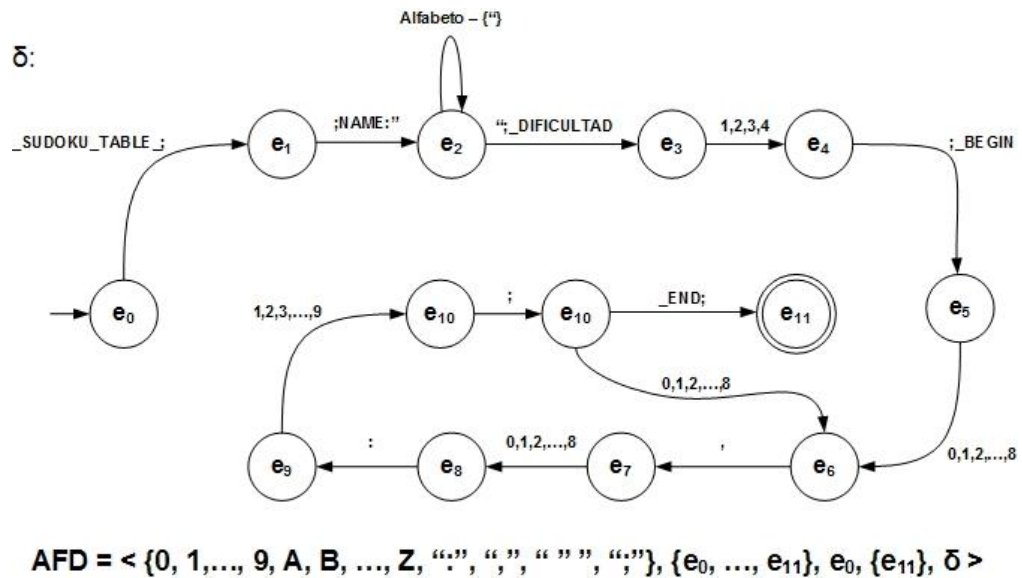 Alfabeto – {“}
δ:
_SUDOKU_TABLE_;
e1
;NAME:”
e2
“;_DIFICULTAD
e3
1,2,3,4
e4
;_BEGIN
e0
1,2,3,...,9
e10
;
e10
_END;
e11
e5
0,1,2,...,8
e9
:
e8
0,1,2,...,8
e7
,
e6
0,1,2,...,8
AFD = < {0, 1,..., 9, A, B, ..., Z, “:”, “,”, “ ” ”, “;”}, {e0, ..., e11}, e0, {e11}, δ >